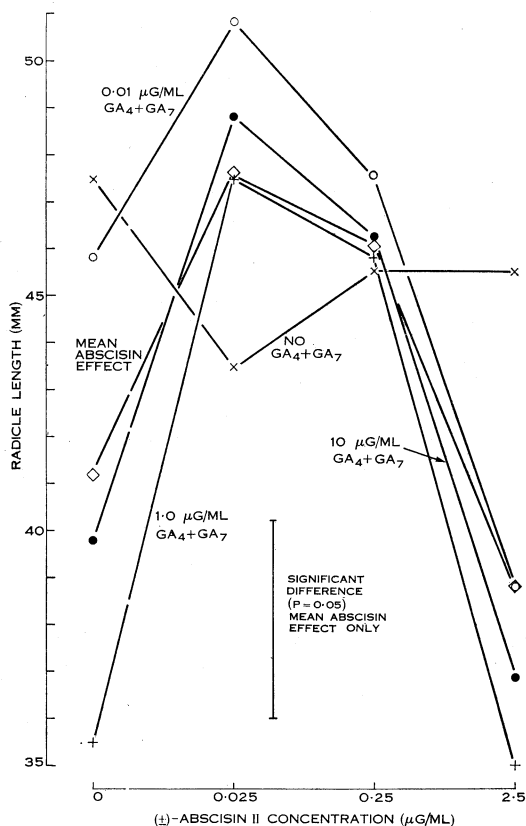 50
0·01 μG/ML
GA4+GA7
45
MEAN
ABSCISIN
EFFECT
NO
GA4+GA7
RADICLE LENGTH (MM)
10 μG/ML
GA4+GA7
1·0 μG/ML
GA4+GA7
40
SIGNIFICANT
DIFFERENCE
(P=0·05)
MEAN ABSCISIN
EFFECT ONLY
35
0 0·025 0·25 2·5
(±)-ABSCISIN II CONCENTRATION (μG/ML)